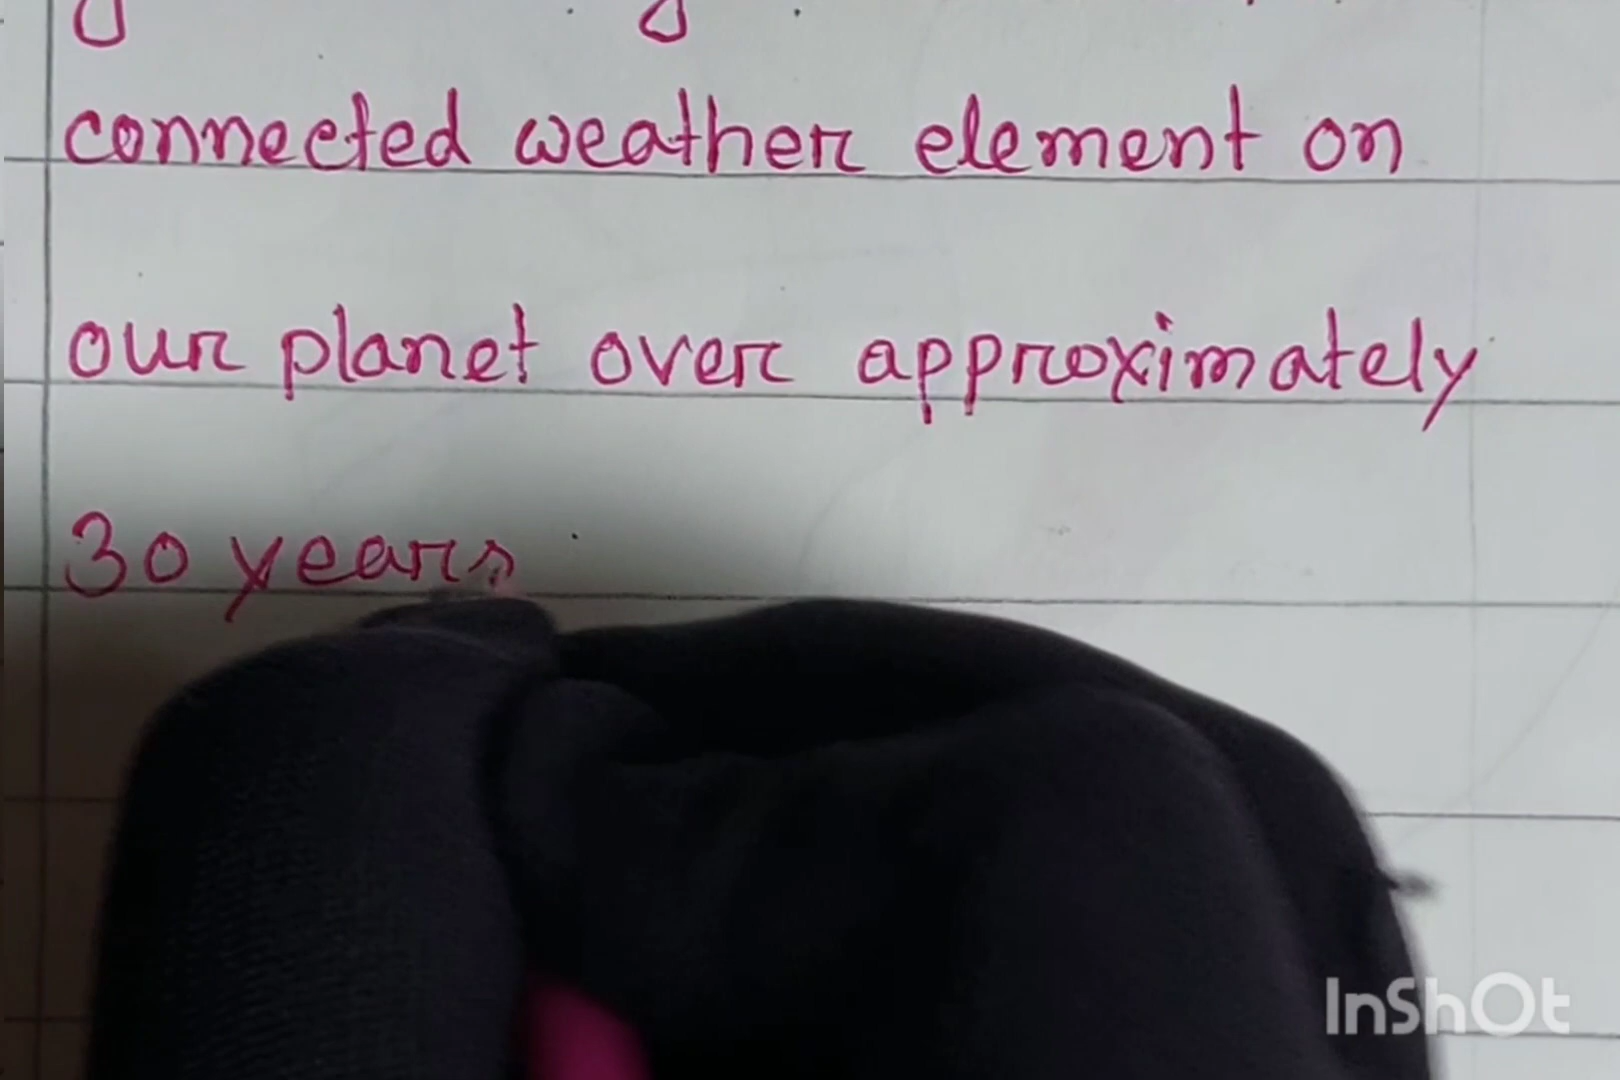 connected weather element on
our planet over approximately
30 years
InShOt